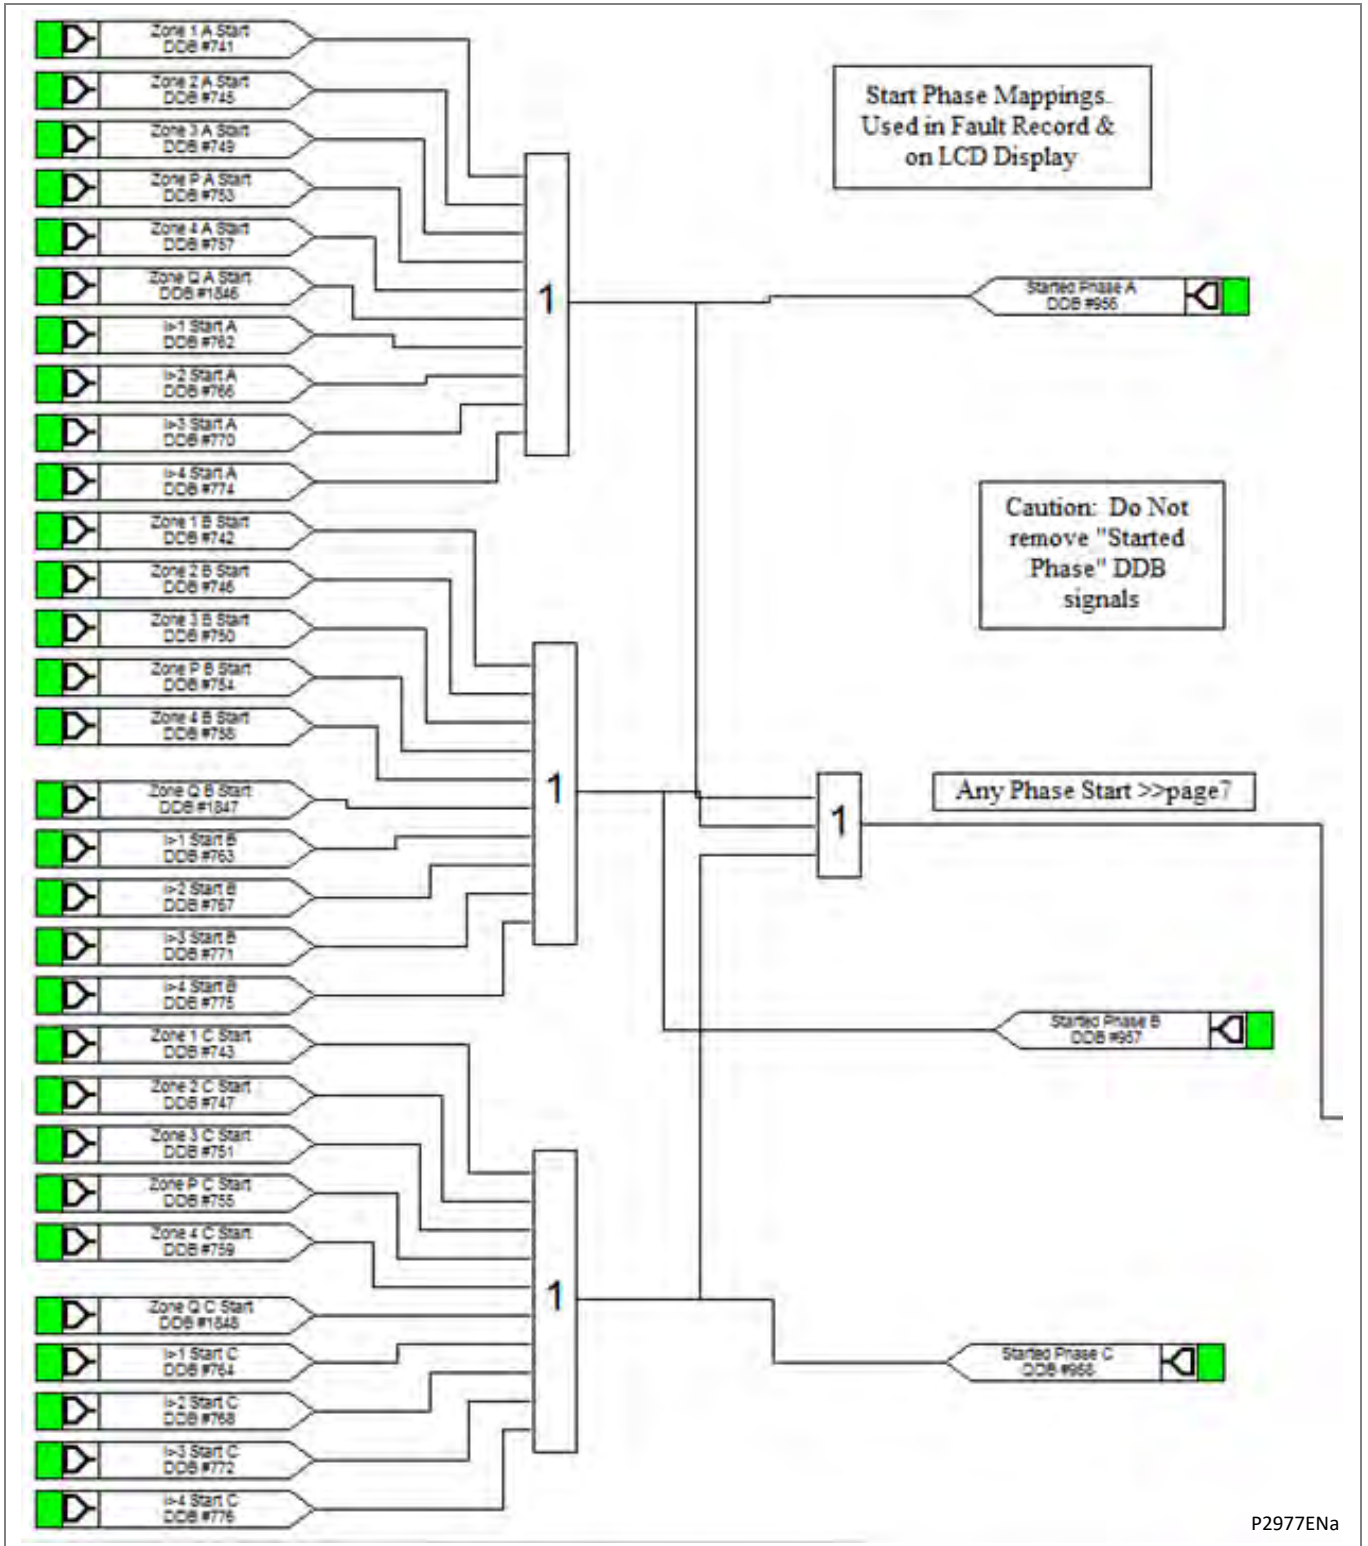 Zone 1 A Start
DDB #741
Zone 2 A Start
DDB #745
Zone 3 A Start
DDB #749
Zone P A Start
DDB #753
Zone 4 A Start
DDB #757
Zone Q A Start
DDB #1846
I>1 Start A
DDB #762
I>2 Start A
DDB #766
I>3 Start A
DDB #770
I>4 Start A
DDB #774
1
Start Phase Mappings.
Used in Fault Record &
on LCD Display
Started Phase A
DDB #956
Caution: Do Not
remove "Started
Phase" DDB
signals
Zone 1 B Start
DDB #742
Zone 2 B Start
DDB #746
Zone 3 B Start
DDB #750
Zone P B Start
DDB #754
Zone 4 B Start
DDB #758
Zone Q B Start
DDB #1847
I>1 Start B
DDB #763
I>2 Start B
DDB #767
I>3 Start B
DDB #771
I>4 Start B
DDB #775
1
1
Any Phase Start >>page7
Started Phase B
DDB #957
Zone 1 C Start
DDB #743
Zone 2 C Start
DDB #747
Zone 3 C Start
DDB #751
Zone P C Start
DDB #755
Zone 4 C Start
DDB #759
Zone Q C Start
DDB #1848
I>1 Start C
DDB #764
I>2 Start C
DDB #768
I>3 Start C
DDB #772
I>4 Start C
DDB #776
1
Started Phase C
DDB #958
P2977ENa